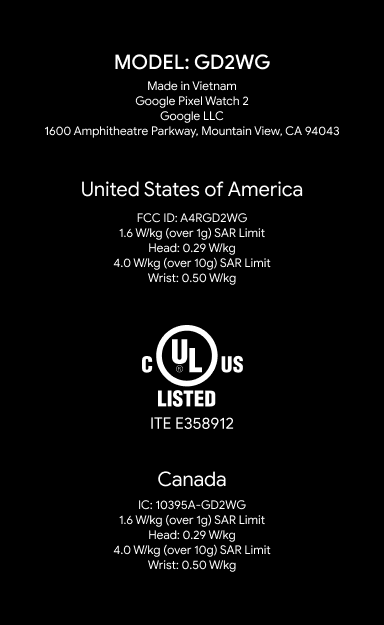 MODEL: GD2WG
Made in Vietnam
Google Pixel Watch 2
Google LLC
1600 Amphitheatre Parkway, Mountain View, CA 94043
United States of America
FCC ID: A4RGD2WG
1.6 W/kg (over 1g) SAR Limit
Head: 0.29 W/kg
4.0 W/kg (over 10g) SAR Limit
Wrist: 0.50 W/kg
C UL® US
LISTED
ITE E358912
Canada
IC: 10395A-GD2WG
1.6 W/kg (over 1g) SAR Limit
Head: 0.29 W/kg
4.0 W/kg (over 10g) SAR Limit
Wrist: 0.50 W/kg